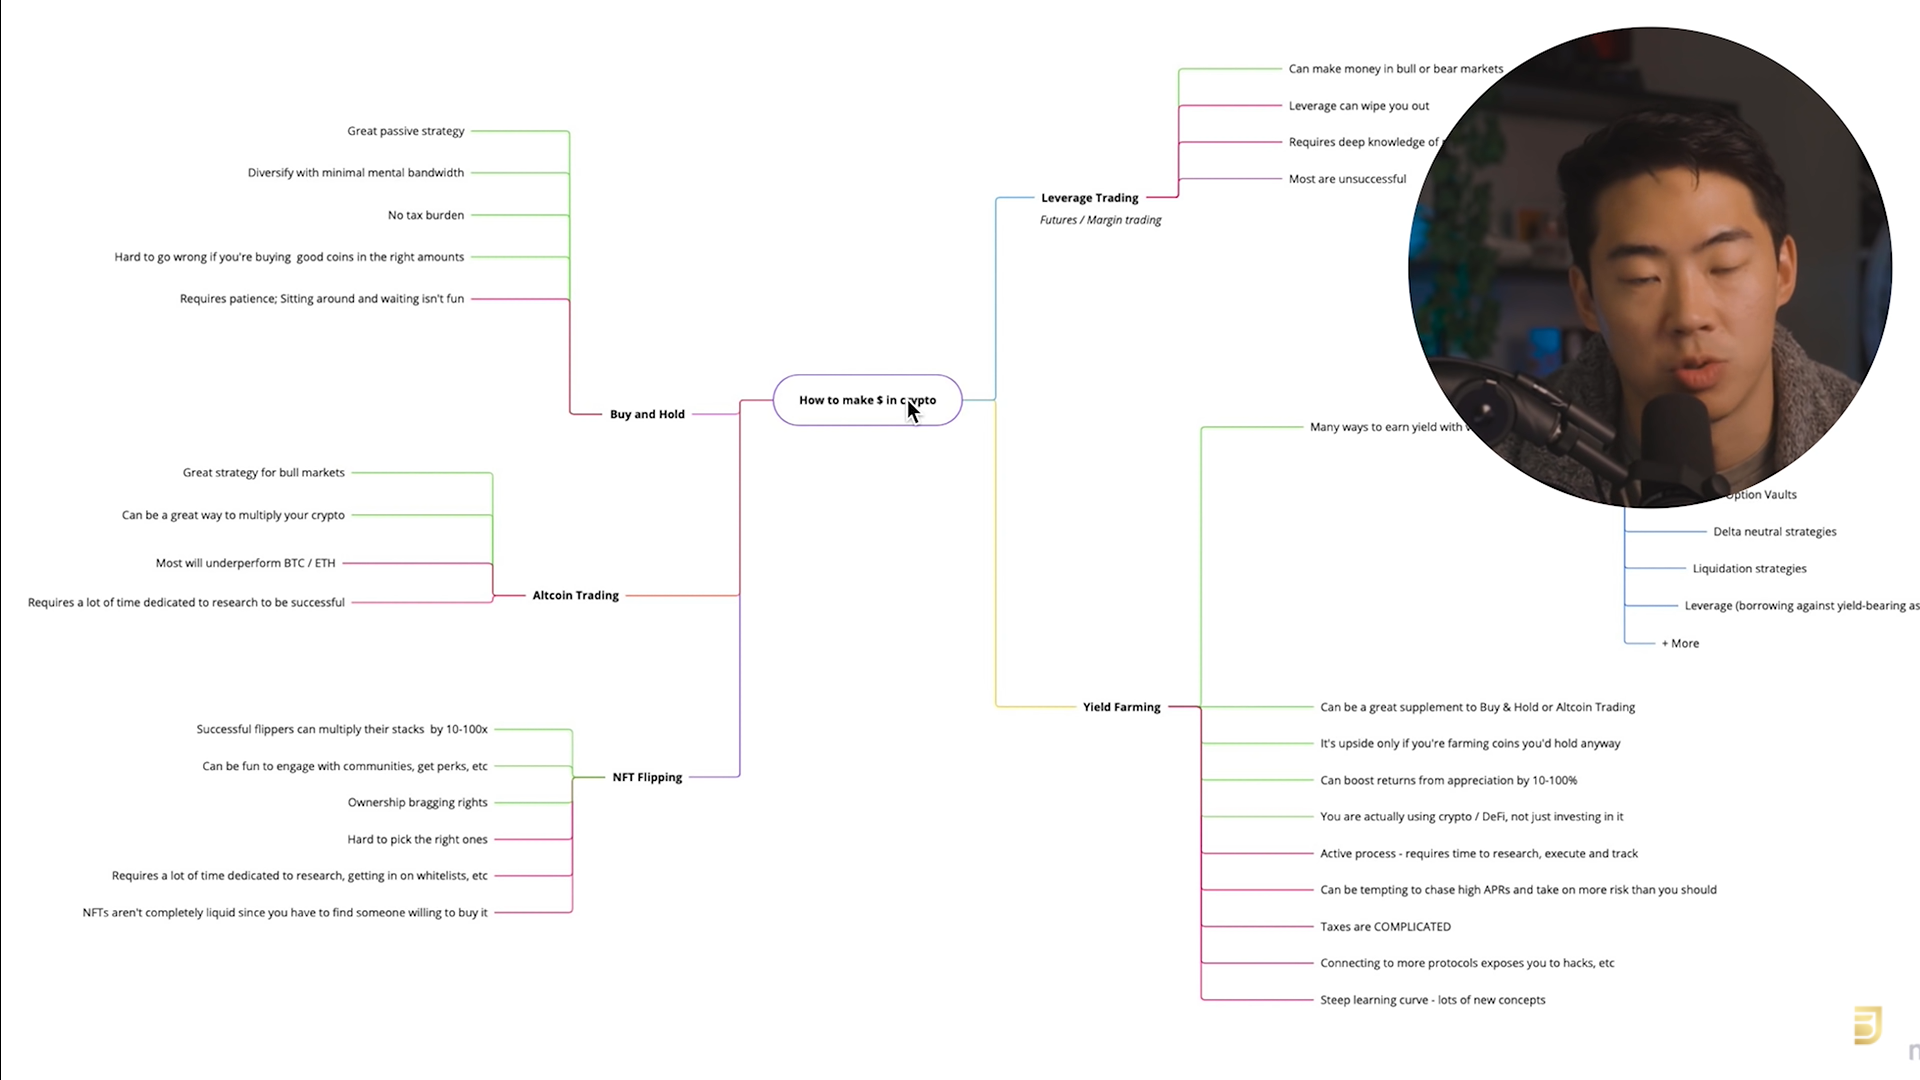 How to make $ in crypto
Buy and Hold
Great passive strategy
Diversify with minimal mental bandwidth
No tax burden
Hard to go wrong if you're buying  good coins in the right amounts
Requires patience; Sitting around and waiting isn't fun
Altcoin Trading
Great strategy for bull markets
Can be a great way to multiply your crypto
Most will underperform BTC / ETH
Requires a lot of time dedicated to research to be successful
NFT Flipping
Successful flippers can multiply their stacks  by 10-100x
Can be fun to engage with communities, get perks, etc
Ownership bragging rights
Hard to pick the right ones
Requires a lot of time dedicated to research, getting in on whitelists, etc
NFTs aren't completely liquid since you have to find someone willing to buy it
Leverage Trading
Futures / Margin trading
Can make money in bull or bear markets
Leverage can wipe you out
Requires deep knowledge of
Most are unsuccessful
Yield Farming
Many ways to earn yield with
Option Vaults
Delta neutral strategies
Liquidation strategies
Leverage (borrowing against yield-bearing
+ More
Can be a great supplement to Buy & Hold or Altcoin Trading
It's upside only if you're farming coins you'd hold anyway
Can boost returns from appreciation by 10-100%
You are actually using crypto / DeFi, not just investing in it
Active process - requires time to research, execute and track
Can be tempting to chase high APRs and take on more risk than you should
Taxes are COMPLICATED
Connecting to more protocols exposes you to hacks, etc
Steep learning curve - lots of new concepts